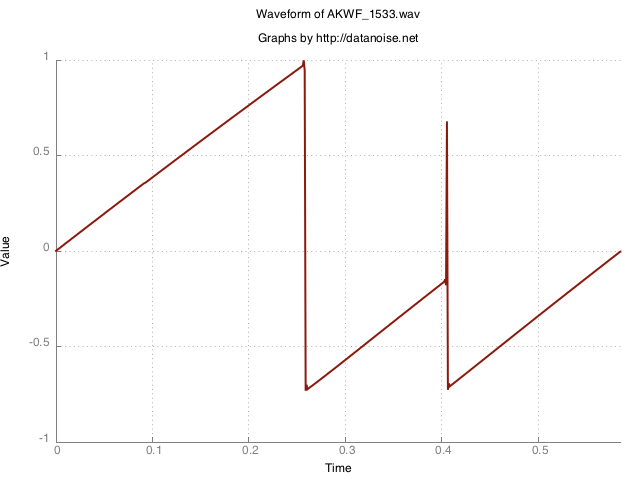 Waveform of AKWF_1533.wav
Graphs by http://datanoise.net
1
0.5
0
-0.5
-1
Value
0 0.1 0.2 0.3 0.4 0.5
Time